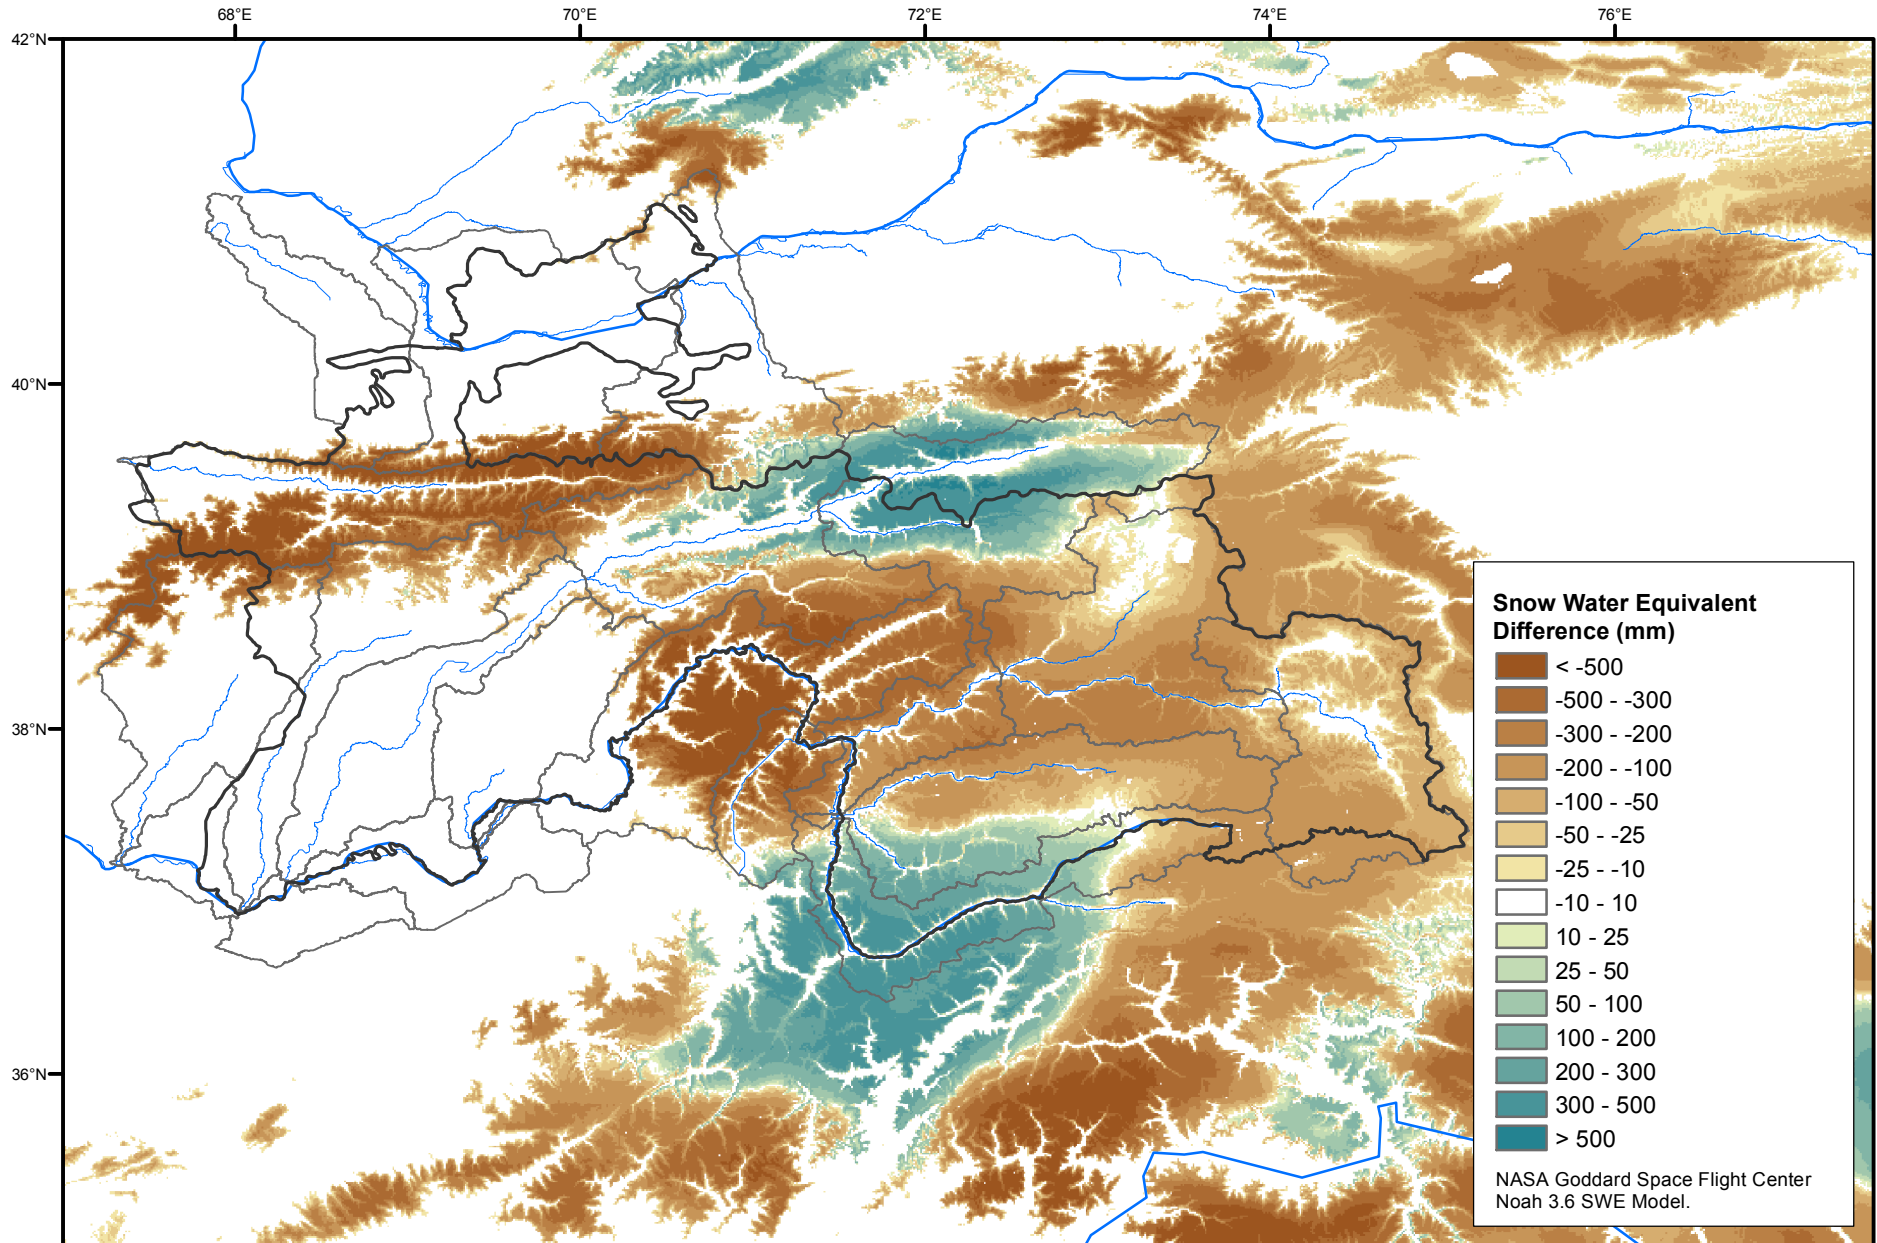 68°E
70°E
72°E
74°E
76°E
42°N
40°N
38°N
36°N
Snow Water Equivalent
Difference (mm)
< -500
-500 - -300
-300 - -200
-200 - -100
-100 - -50
-50 - -25
-25 - -10
-10 - 10
10 - 25
25 - 50
50 - 100
100 - 200
200 - 300
300 - 500
> 500
NASA Goddard Space Flight Center
Noah 3.6 SWE Model.